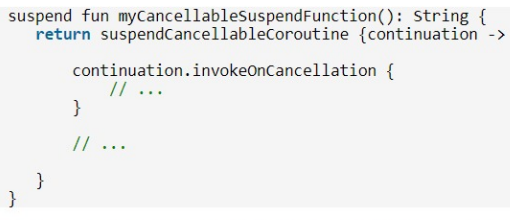 suspend fun myCancellableSuspendFunction(): String {
return suspendCancellableCoroutine {continuation ->
continuation.invokeOnCancellation {
// ...
}
// ...
}
}